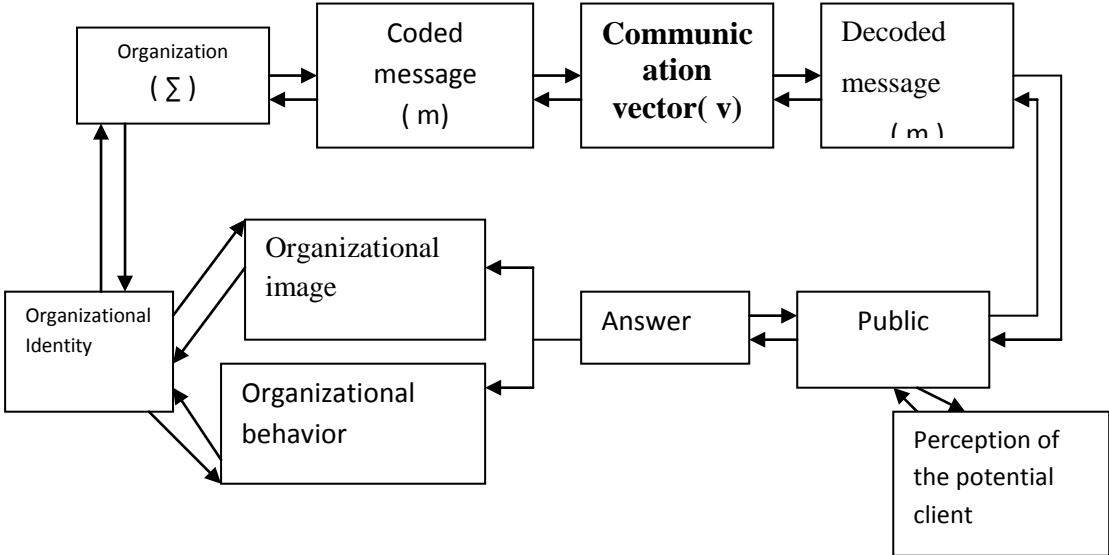 Organization
( ∑ )
Coded
message
( m)
Communic
ation
vector( v)
Decoded
message
( m )
Organizational
image
Organizational
Identity
Answer
Public
Organizational
behavior
Perception of
the potential
client